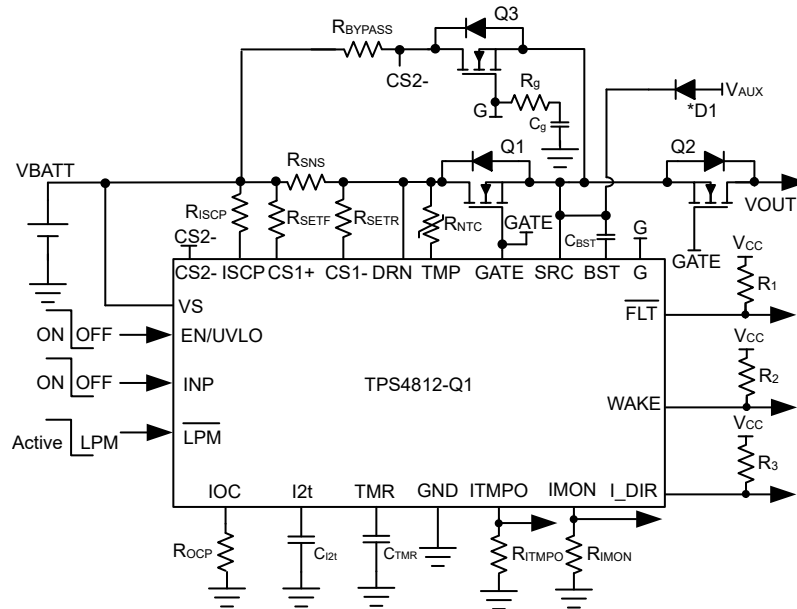 Q3
RBYPASS
CS2-
Rg
G
Cg
VAUX
*D1
VBATT
RSNS
Q1
Q2
VOUT
RISCP
RSETF
RSETR
RNTC
GATE
CBST
G
GATE
CS2-
VCC
R1
CS2- ISCP CS1+ CS1- DRN TMP GATE SRC BST G
VS
FLT
ON OFF
EN/UVLO
VCC
R2
ON OFF
INP
TPS4812-Q1
WAKE
VCC
R3
Active LPM
LPM
IOC I2t TMR GND ITMPO IMON I_DIR
ROCP
CI2t
CTMR
RITMPO
RIMON